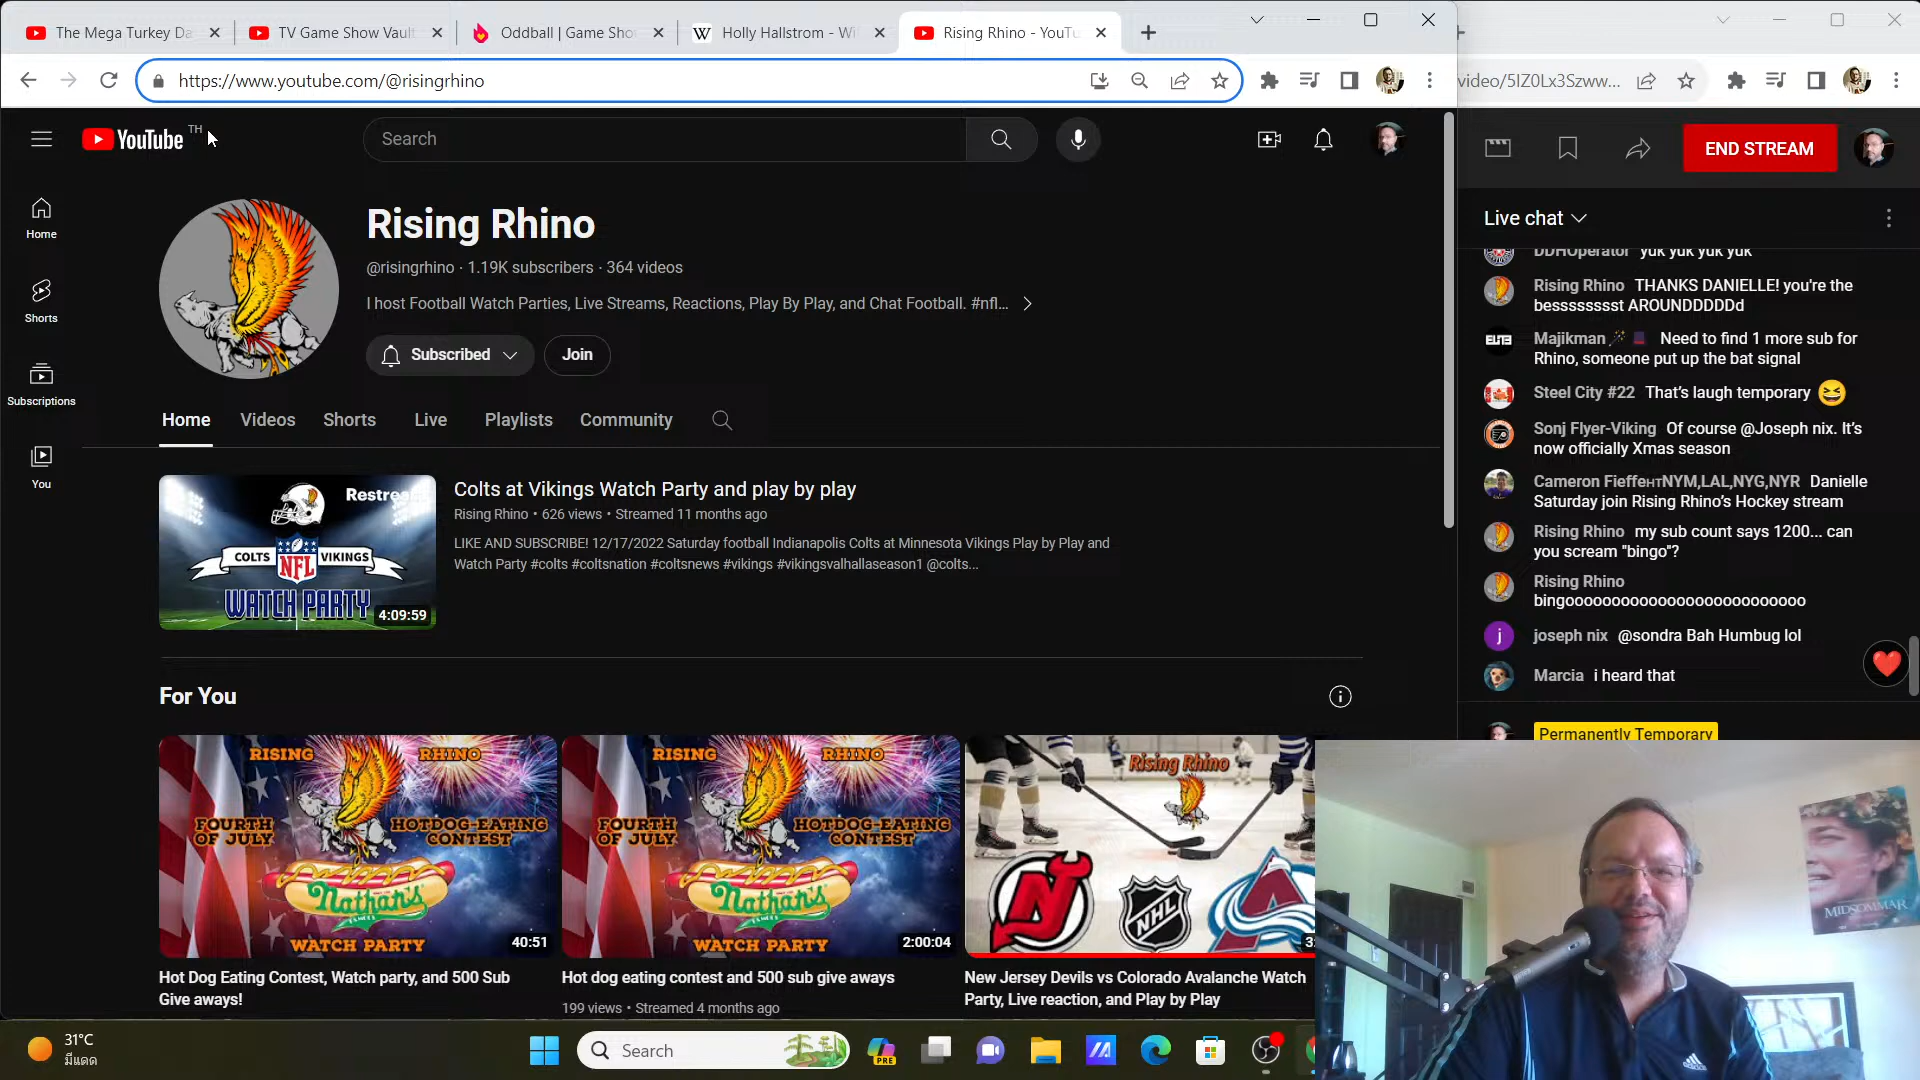 The Mega Turkey Da
TV Game Show Vault
Oddball | Game Sho
Holly Hallstrom - Wi
Rising Rhino - YouTu
https://www.youtube.com/@risingrhino
video/5IZ0Lx3Szww...
YouTube TH
Search
END STREAM
Home
Shorts
Subscriptions
You
Rising Rhino
@risingrhino · 1.19K subscribers · 364 videos
I host Football Watch Parties, Live Streams, Reactions, Play By Play, and Chat Football. #nfl...
Subscribed
Join
Home
Videos
Shorts
Live
Playlists
Community
Restre
COLTS
NFL
VIKINGS
WATCH PARTY
4:09:59
Colts at Vikings Watch Party and play by play
Rising Rhino • 626 views • Streamed 11 months ago
LIKE AND SUBSCRIBE! 12/17/2022 Saturday football Indianapolis Colts at Minnesota Vikings Play by Play and
Watch Party #colts #coltsnation #coltsnews #vikings #vikingsvalhallaseason1 @colts...
For You
RISING RHINO
FOURTH HOTDOG-EATING
OF JULY CONTEST
Nathan's
FAMOUS
WATCH PARTY
40:51
Hot Dog Eating Contest, Watch party, and 500 Sub
Give aways!
RISING RHINO
FOURTH HOTDOG-EATING
OF JULY CONTEST
Nathan's
FAMOUS
WATCH PARTY
2:00:04
Hot dog eating contest and 500 sub give aways
199 views • Streamed 4 months ago
Rising Rhino
NHL
3:
New Jersey Devils vs Colorado Avalanche Watch
Party, Live reaction, and Play by Play
Live chat
DDHOperator yuk yuk yuk yuk
Rising Rhino THANKS DANIELLE! you're the
besssssssst AROUNDDDDDd
Majikman🪄🎩 Need to find 1 more sub for
Rhino, someone put up the bat signal
Steel City #22 That's laugh temporary 😆
Sonj Flyer-Viking Of course @Joseph nix. It's
now officially Xmas season
Cameron FieffeнтNYM,LAL,NYG,NYR Danielle
Saturday join Rising Rhino's Hockey stream
Rising Rhino my sub count says 1200... can
you scream "bingo"?
Rising Rhino
bingooooooooooooooooooooooooo
joseph nix @sondra Bah Humbug lol
Marcia i heard that
Permanently Temporary
MIDSOMMAR
adidas
31°C
มีแดด
Search
PRE